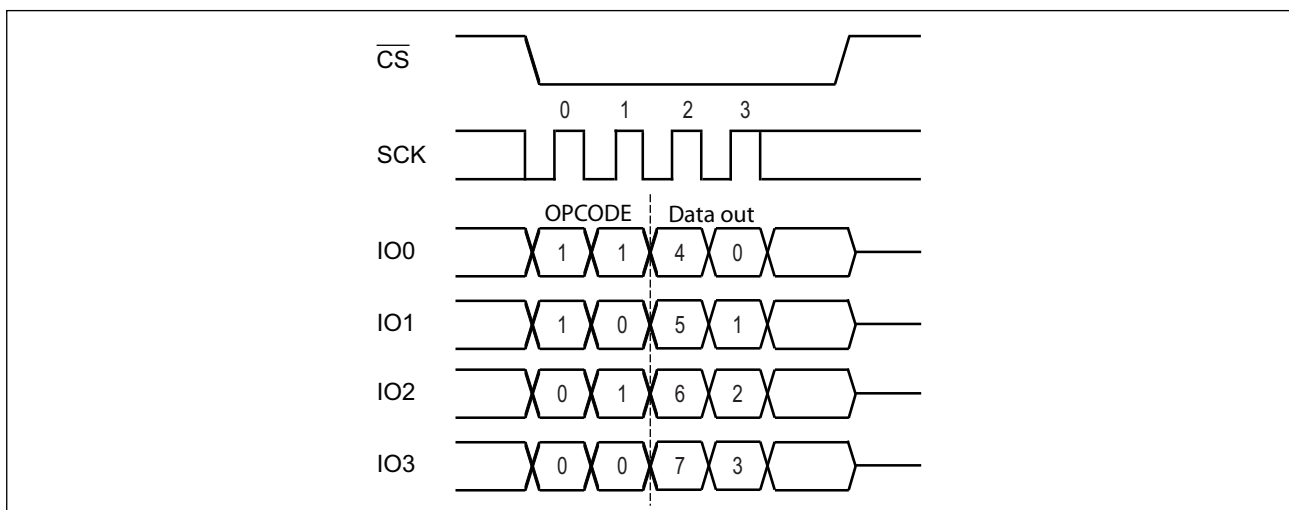 CS
0 1 2 3
SCK
OPCODE Data out
IO0 1 1 4 0
IO1 1 0 5 1
IO2 0 1 6 2
IO3 0 0 7 3